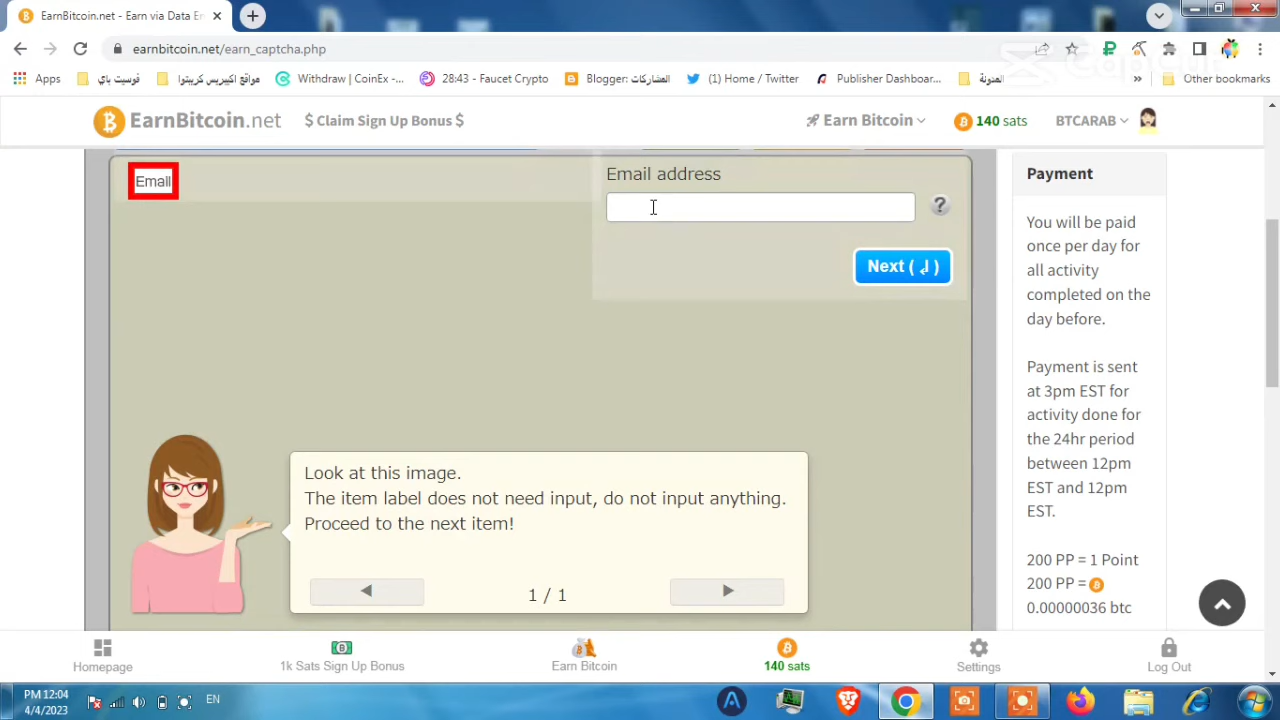 EarnBitcoin.net - Earn via Data En
earnbitcoin.net/earn_captcha.php
CapCut
Apps
فوسيت باي
مواقع اكبيرس كريبتوا
Withdraw | CoinEx -...
28:43 - Faucet Crypto
Blogger: المشاركات
(1) Home / Twitter
Publisher Dashboar...
المدونة
»
Other bookmarks
EarnBitcoin.net
$ Claim Sign Up Bonus $
Earn Bitcoin
140 sats
BTCARAB
Email
Email address
?
Next ( ↲ )
Payment
You will be paid
once per day for
all activity
completed on the
day before.
Payment is sent
at 3pm EST for
activity done for
the 24hr period
between 12pm
EST and 12pm
EST.
200 PP = 1 Point
200 PP =
0.00000036 btc
Look at this image.
The item label does not need input, do not input anything.
Proceed to the next item!
1 / 1
Homepage
1k Sats Sign Up Bonus
Earn Bitcoin
140 sats
Settings
Log Out
PM 12:04
4/4/2023
EN